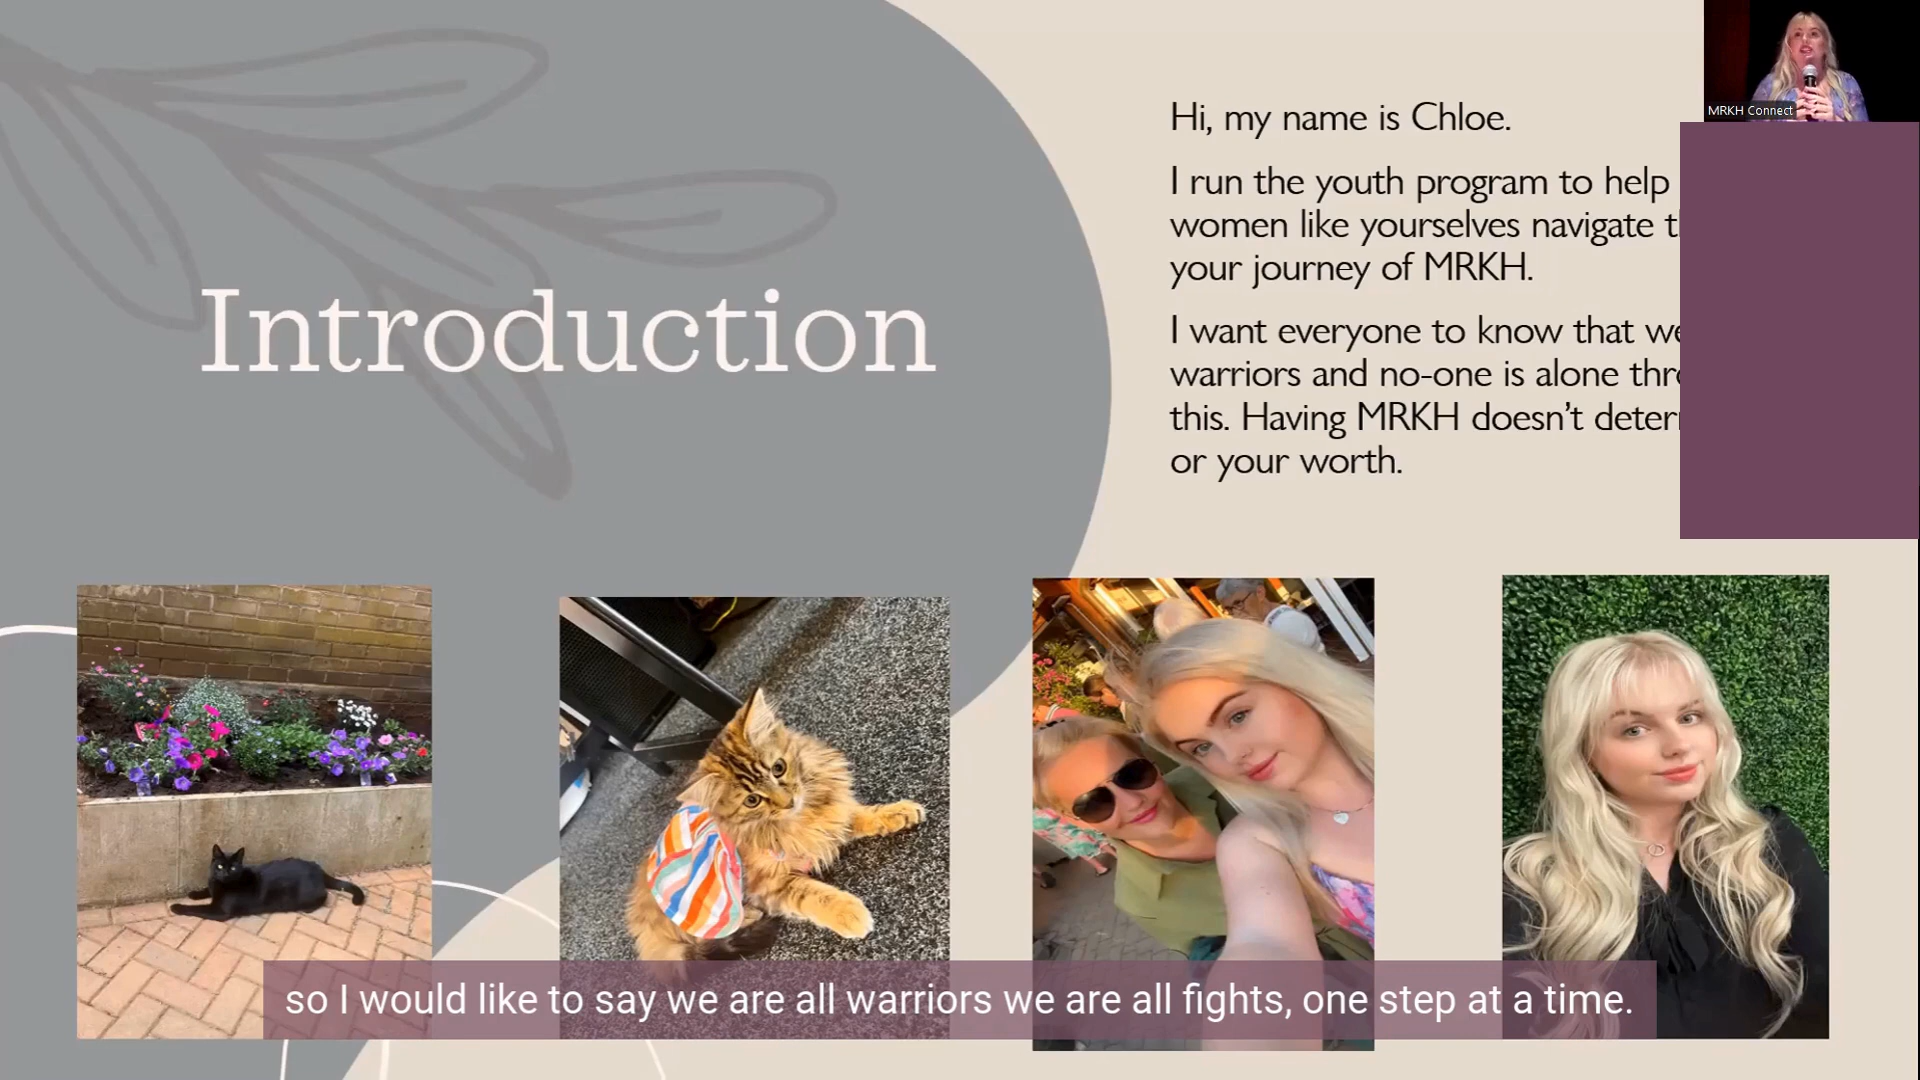 Introduction
Hi, my name is Chloe.
I run the youth program to help
women like yourselves navigate
your journey of MRKH.
I want everyone to know that
warriors and no-one is alone
this. Having MRKH doesn't
or your worth.
MRKH Connect
so I would like to say we are all warriors we are all fights, one step at a time.